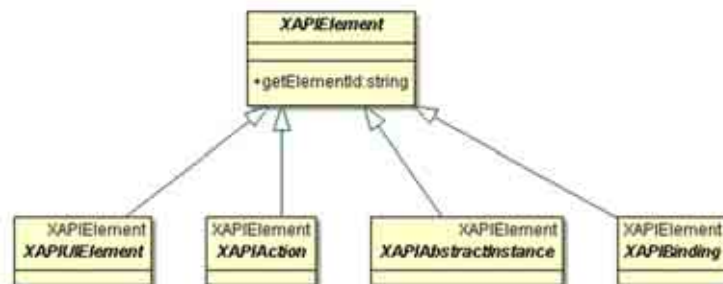 XAPIElement
+getElementId:string
XAPIElement
XAPIUIElement
XAPIElement
XAPIAction
XAPIElement
XAPIAbstractInstance
XAPIElement
XAPIBinding